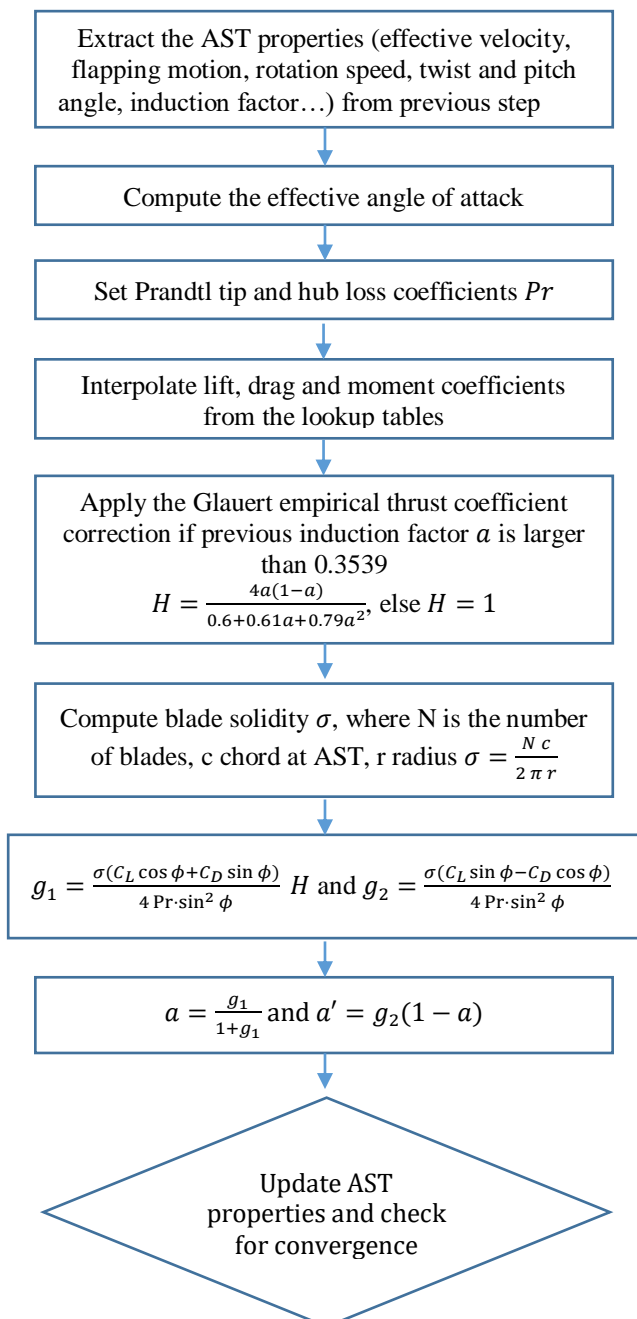 Extract the AST properties (effective velocity,
flapping motion, rotation speed, twist and pitch
angle, induction factor…) from previous step
Compute the effective angle of attack
Set Prandtl tip and hub loss coefficients 𝑃𝑟
Interpolate lift, drag and moment coefficients
from the lookup tables
Apply the Glauert empirical thrust coefficient
correction if previous induction factor 𝑎 is larger
than 0.3539
𝐻 = 4𝑎(1−𝑎) / 0.6+0.61𝑎+0.79𝑎², else 𝐻 = 1
Compute blade solidity 𝜎, where N is the number
of blades, c chord at AST, r radius 𝜎 = 𝑁 𝑐 / 2 𝜋 𝑟
𝑔₁ = 𝜎(𝐶_𝐿 cos 𝜙+𝐶_𝐷 sin 𝜙) / 4 Pr·sin² 𝜙 𝐻 and 𝑔₂ = 𝜎(𝐶_𝐿 sin 𝜙−𝐶_𝐷 cos 𝜙) / 4 Pr·sin² 𝜙
𝑎 = 𝑔₁ / 1+𝑔₁ and 𝑎′ = 𝑔₂(1 − 𝑎)
Update AST
properties and check
for convergence